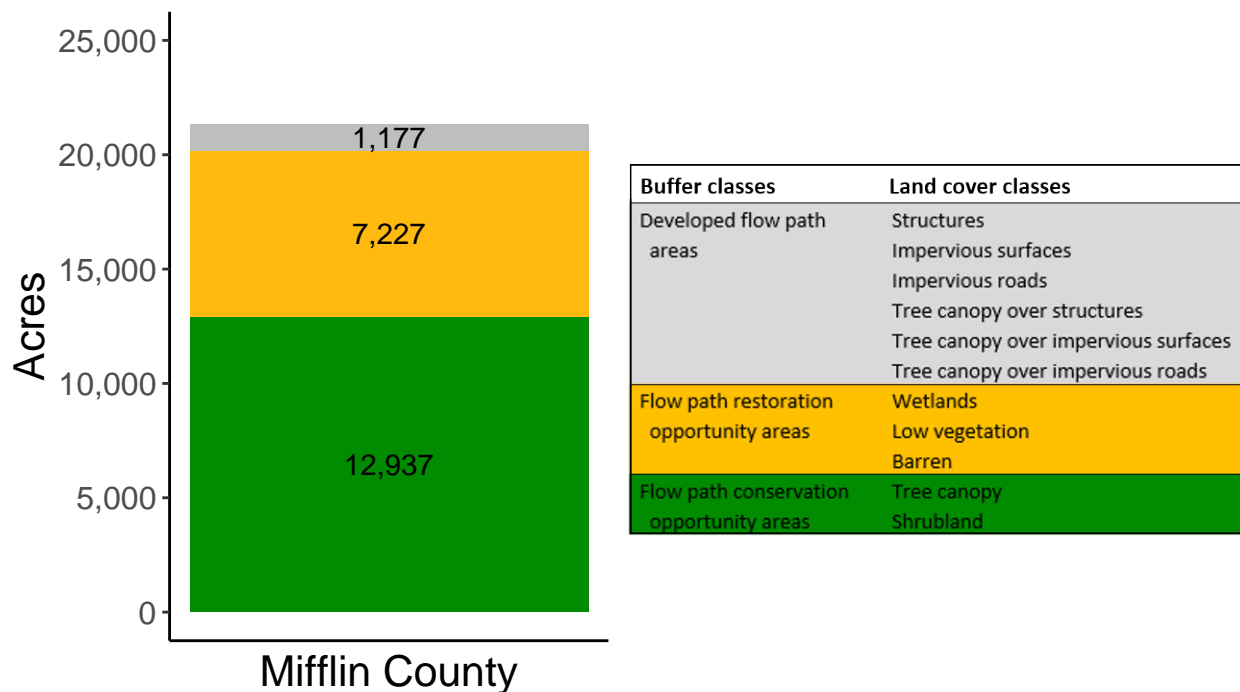 25,000
20,000
15,000
10,000
5,000
0
Acres
1,177
7,227
12,937
Mifflin County
Buffer classes Land cover classes
Developed flow path Structures
areas Impervious surfaces
Impervious roads
Tree canopy over structures
Tree canopy over impervious surfaces
Tree canopy over impervious roads
Flow path restoration Wetlands
opportunity areas Low vegetation
Barren
Flow path conservation Tree canopy
opportunity areas Shrubland